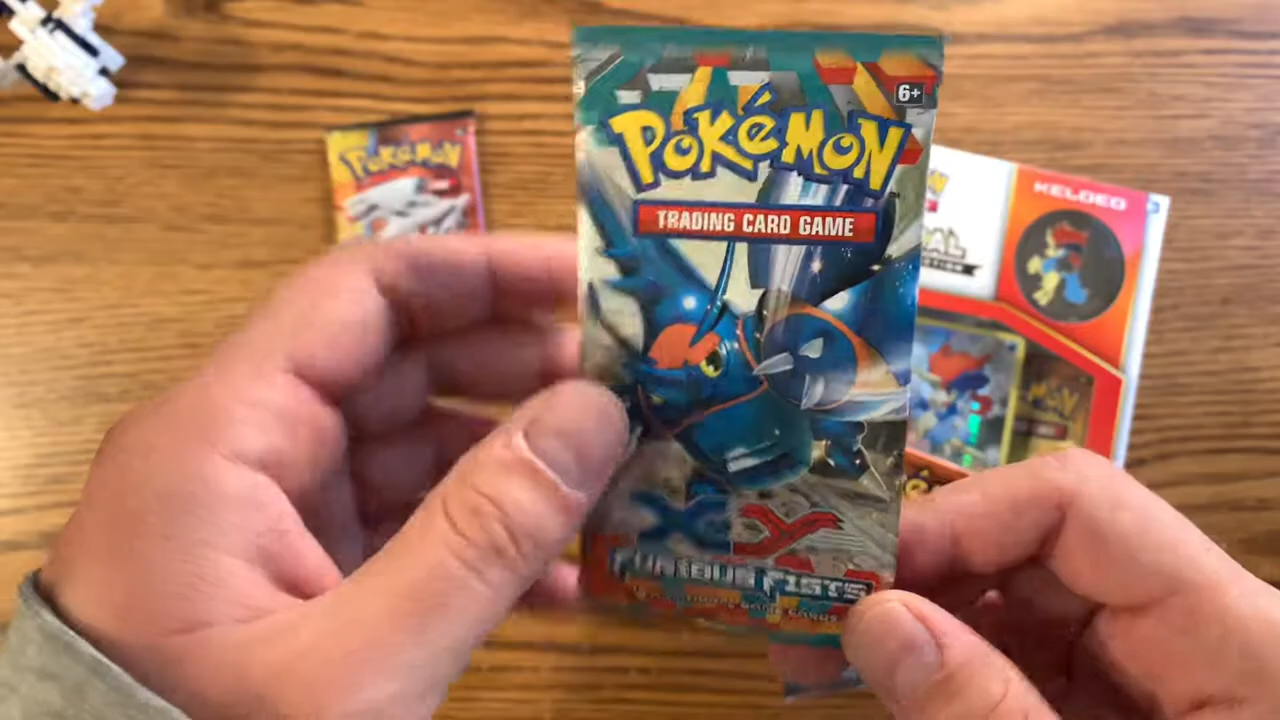 6+
POKéMON
TRADING CARD GAME
XY
FURIOUS FISTS
POKéMON
KELDEO